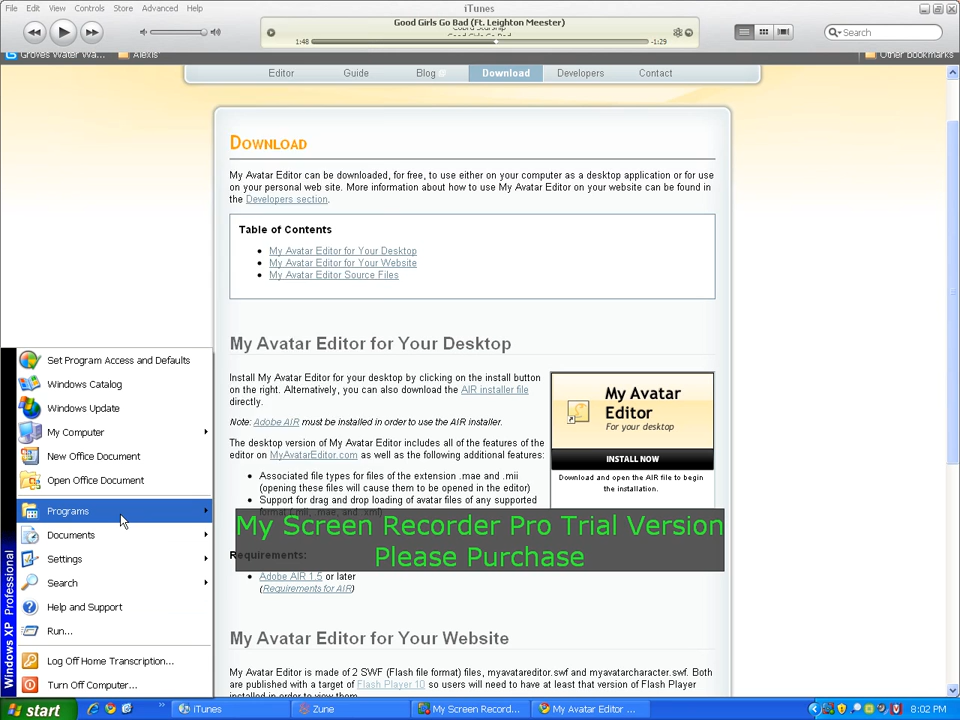 File Edit View Controls Store Advanced Help
iTunes
Good Girls Go Bad (Ft. Leighton Meester)
Cobra Starship
1:48
-1:29
Search
Groves Water Wa...
Alexis
Other bookmarks
Editor Guide Blog Download Developers Contact
DOWNLOAD
My Avatar Editor can be downloaded, for free, to use either on your computer as a desktop application or for use
on your personal web site. More information about how to use My Avatar Editor on your website can be found in
the Developers section.
Table of Contents
My Avatar Editor for Your Desktop
My Avatar Editor for Your Website
My Avatar Editor Source Files
My Avatar Editor for Your Desktop
Install My Avatar Editor for your desktop by clicking on the install button
on the right. Alternatively, you can also download the AIR installer file
directly.
Note: Adobe AIR must be installed in order to use the AIR installer.
The desktop version of My Avatar Editor includes all of the features of the
editor on MyAvatarEditor.com as well as the following additional features:
Associated file types for files of the extension .mae and .mii
(opening these files will cause them to be opened in the editor)
Support for drag and drop loading of avatar files of any supported
format (.mii, .mae, and .xml)
My Avatar
Editor
For your desktop
INSTALL NOW
Download and open the AIR file to begin
the installation.
My Screen Recorder Pro Trial Version
Please Purchase
Requirements:
Adobe AIR 1.5 or later
(Requirements for AIR)
My Avatar Editor for Your Website
My Avatar Editor is made of 2 SWF (Flash file format) files, myavatareditor.swf and myavatarcharacter.swf. Both
are published with a target of Flash Player 10 so users will need to have at least that version of Flash Player
installed in order to view them.
Set Program Access and Defaults
Windows Catalog
Windows Update
My Computer
New Office Document
Open Office Document
Programs
Documents
Settings
Search
Help and Support
Run...
Log Off Home Transcription...
Turn Off Computer...
Windows XP Professional
start
iTunes
Zune
My Screen Record...
My Avatar Editor ...
8:02 PM